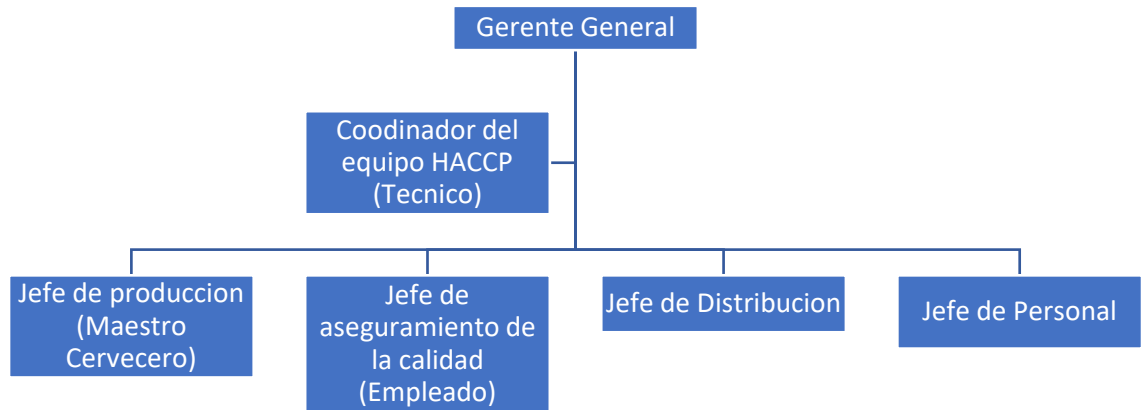 Gerente General
Coodinador del
equipo HACCP
(Tecnico)
Jefe de produccion
(Maestro
Cervecero)
Jefe de
aseguramiento de
la calidad
(Empleado)
Jefe de Distribucion
Jefe de Personal